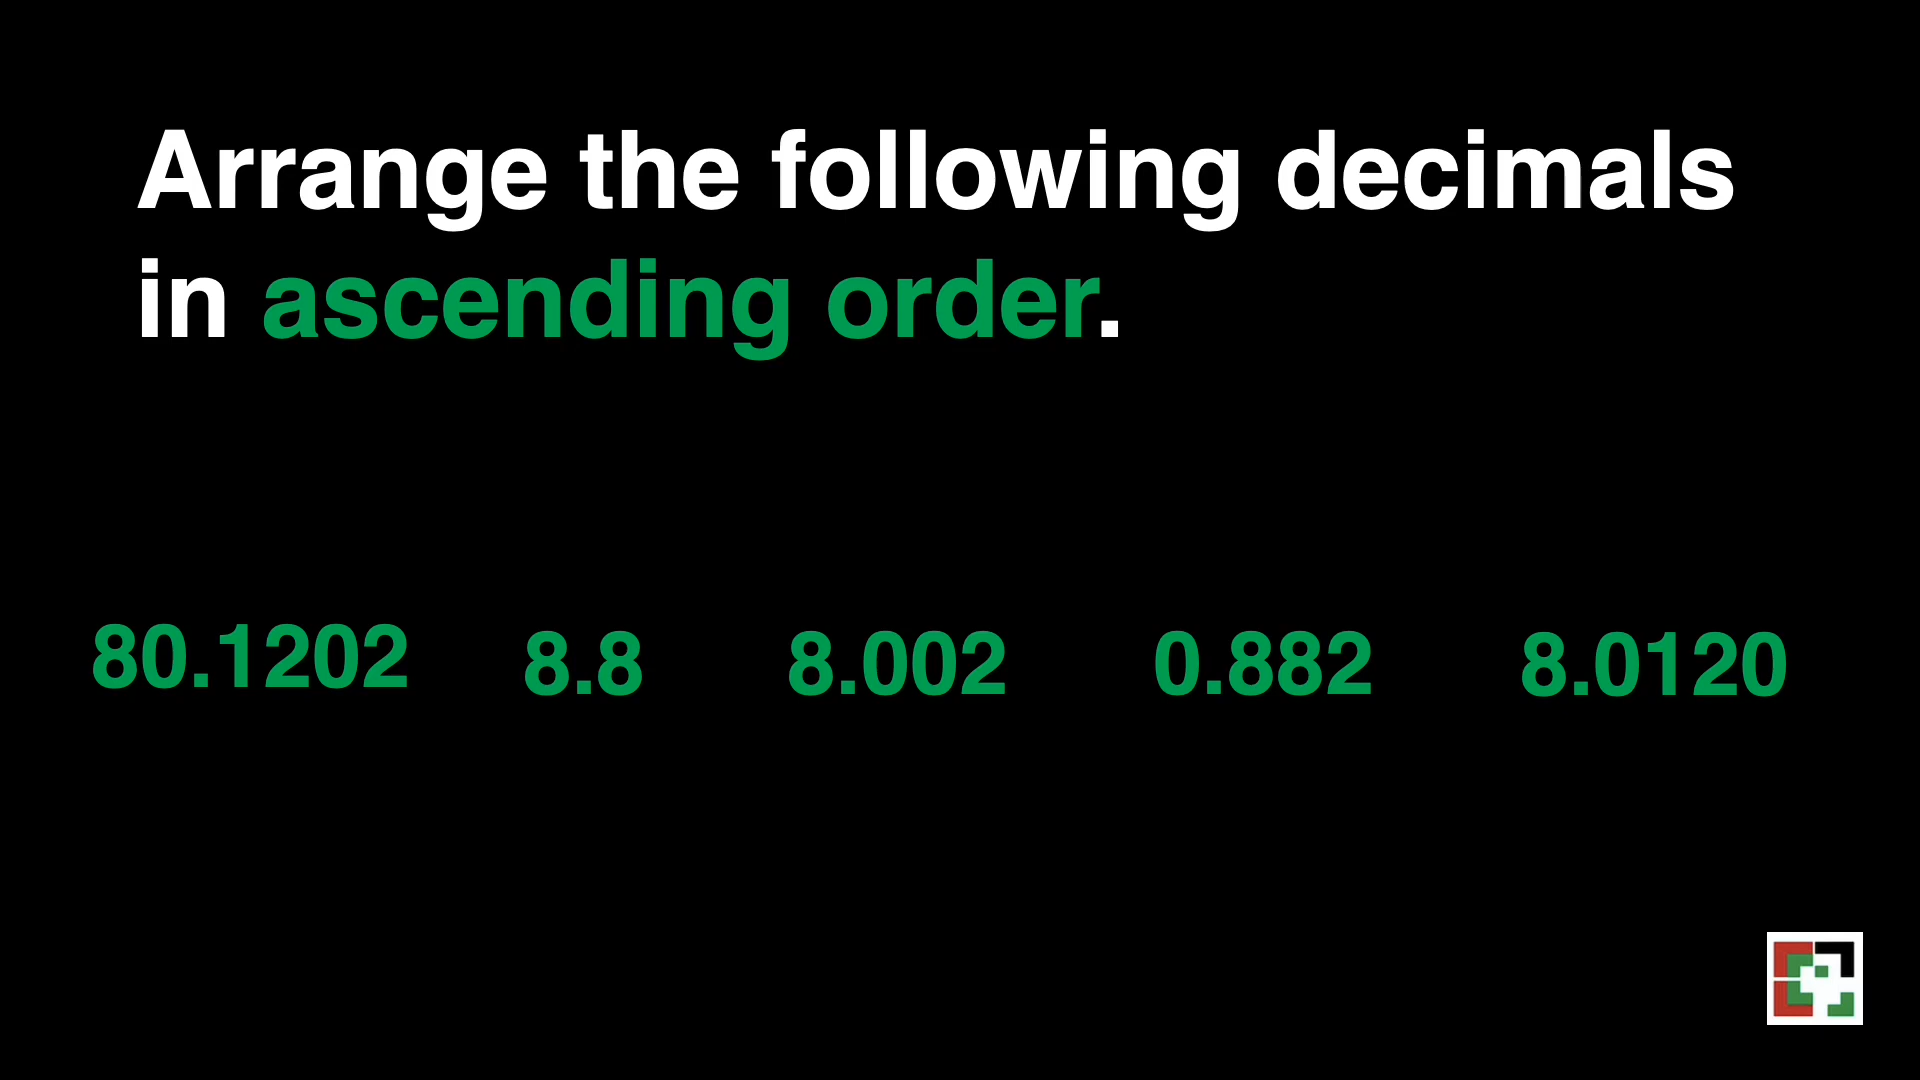 Arrange the following decimals
in ascending order.
80.1202 8.8 8.002 0.882 8.0120